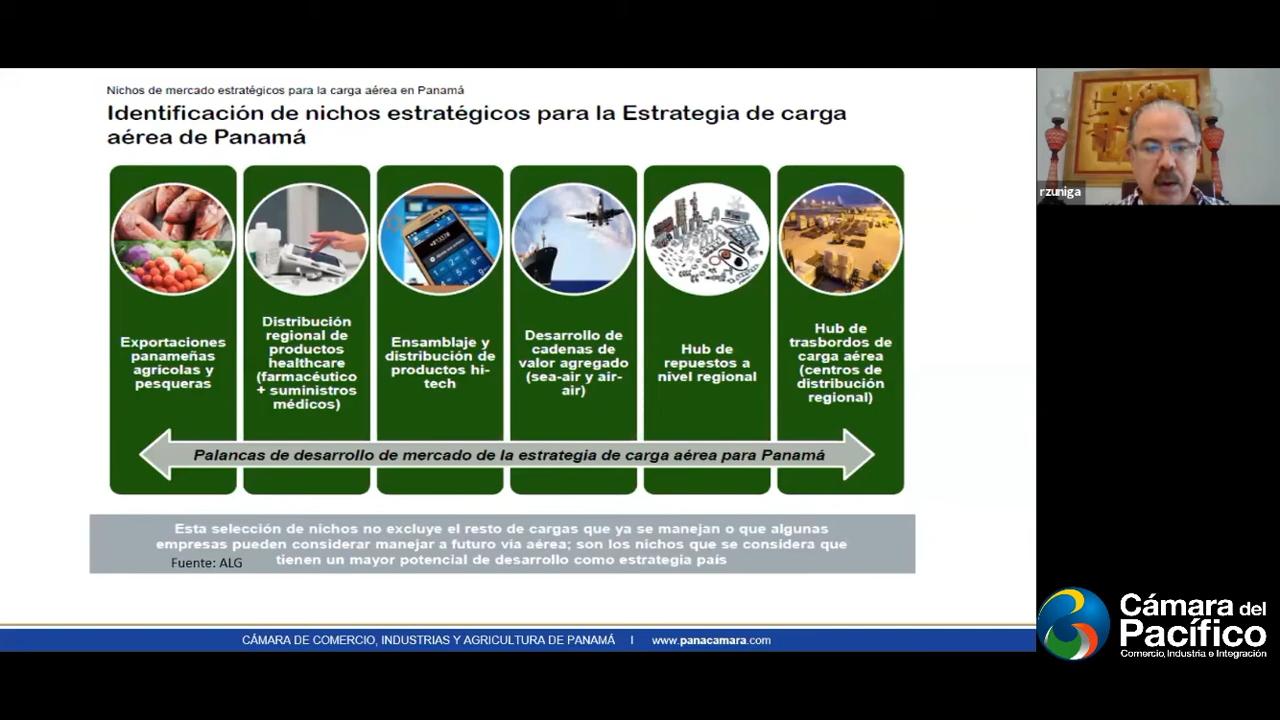 Nichos de mercado estratégicos para la carga aérea en Panamá
Identificación de nichos estratégicos para la Estrategia de carga
aérea de Panamá
Exportaciones
panameñas
agrícolas y
pesqueras
Distribución
regional de
productos
healthcare
(farmacéutico
+ suministros
médicos)
Ensamblaje y
distribución de
productos hi-
tech
Desarrollo de
cadenas de
valor agregado
(sea-air y air-
air)
Hub de
repuestos a
nivel regional
Hub de
trasbordos de
carga aérea
(centros de
distribución
regional)
Palancas de desarrollo de mercado de la estrategia de carga aérea para Panamá
Esta selección de nichos no excluye el resto de cargas que ya se manejan o que algunas
empresas pueden considerar manejar a futuro vía aérea; son los nichos que se considera que
tienen un mayor potencial de desarrollo como estrategia país
Fuente: ALG
CÁMARA DE COMERCIO, INDUSTRIAS Y AGRICULTURA DE PANAMÁ I www.panacamara.com
rzuniga
Cámara del
Pacífico
Comercio, Industria e Integración